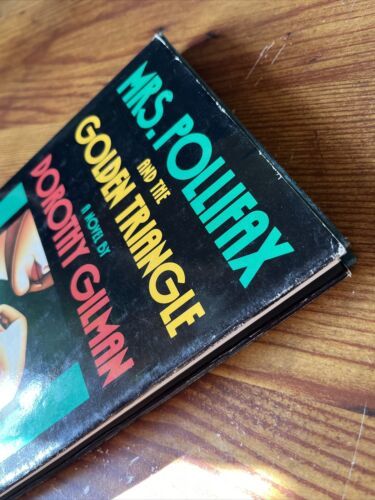 MRS. POLLIFAX
AND THE
GOLDEN TRIANGLE
A NOVEL BY
DOROTHY GILMAN